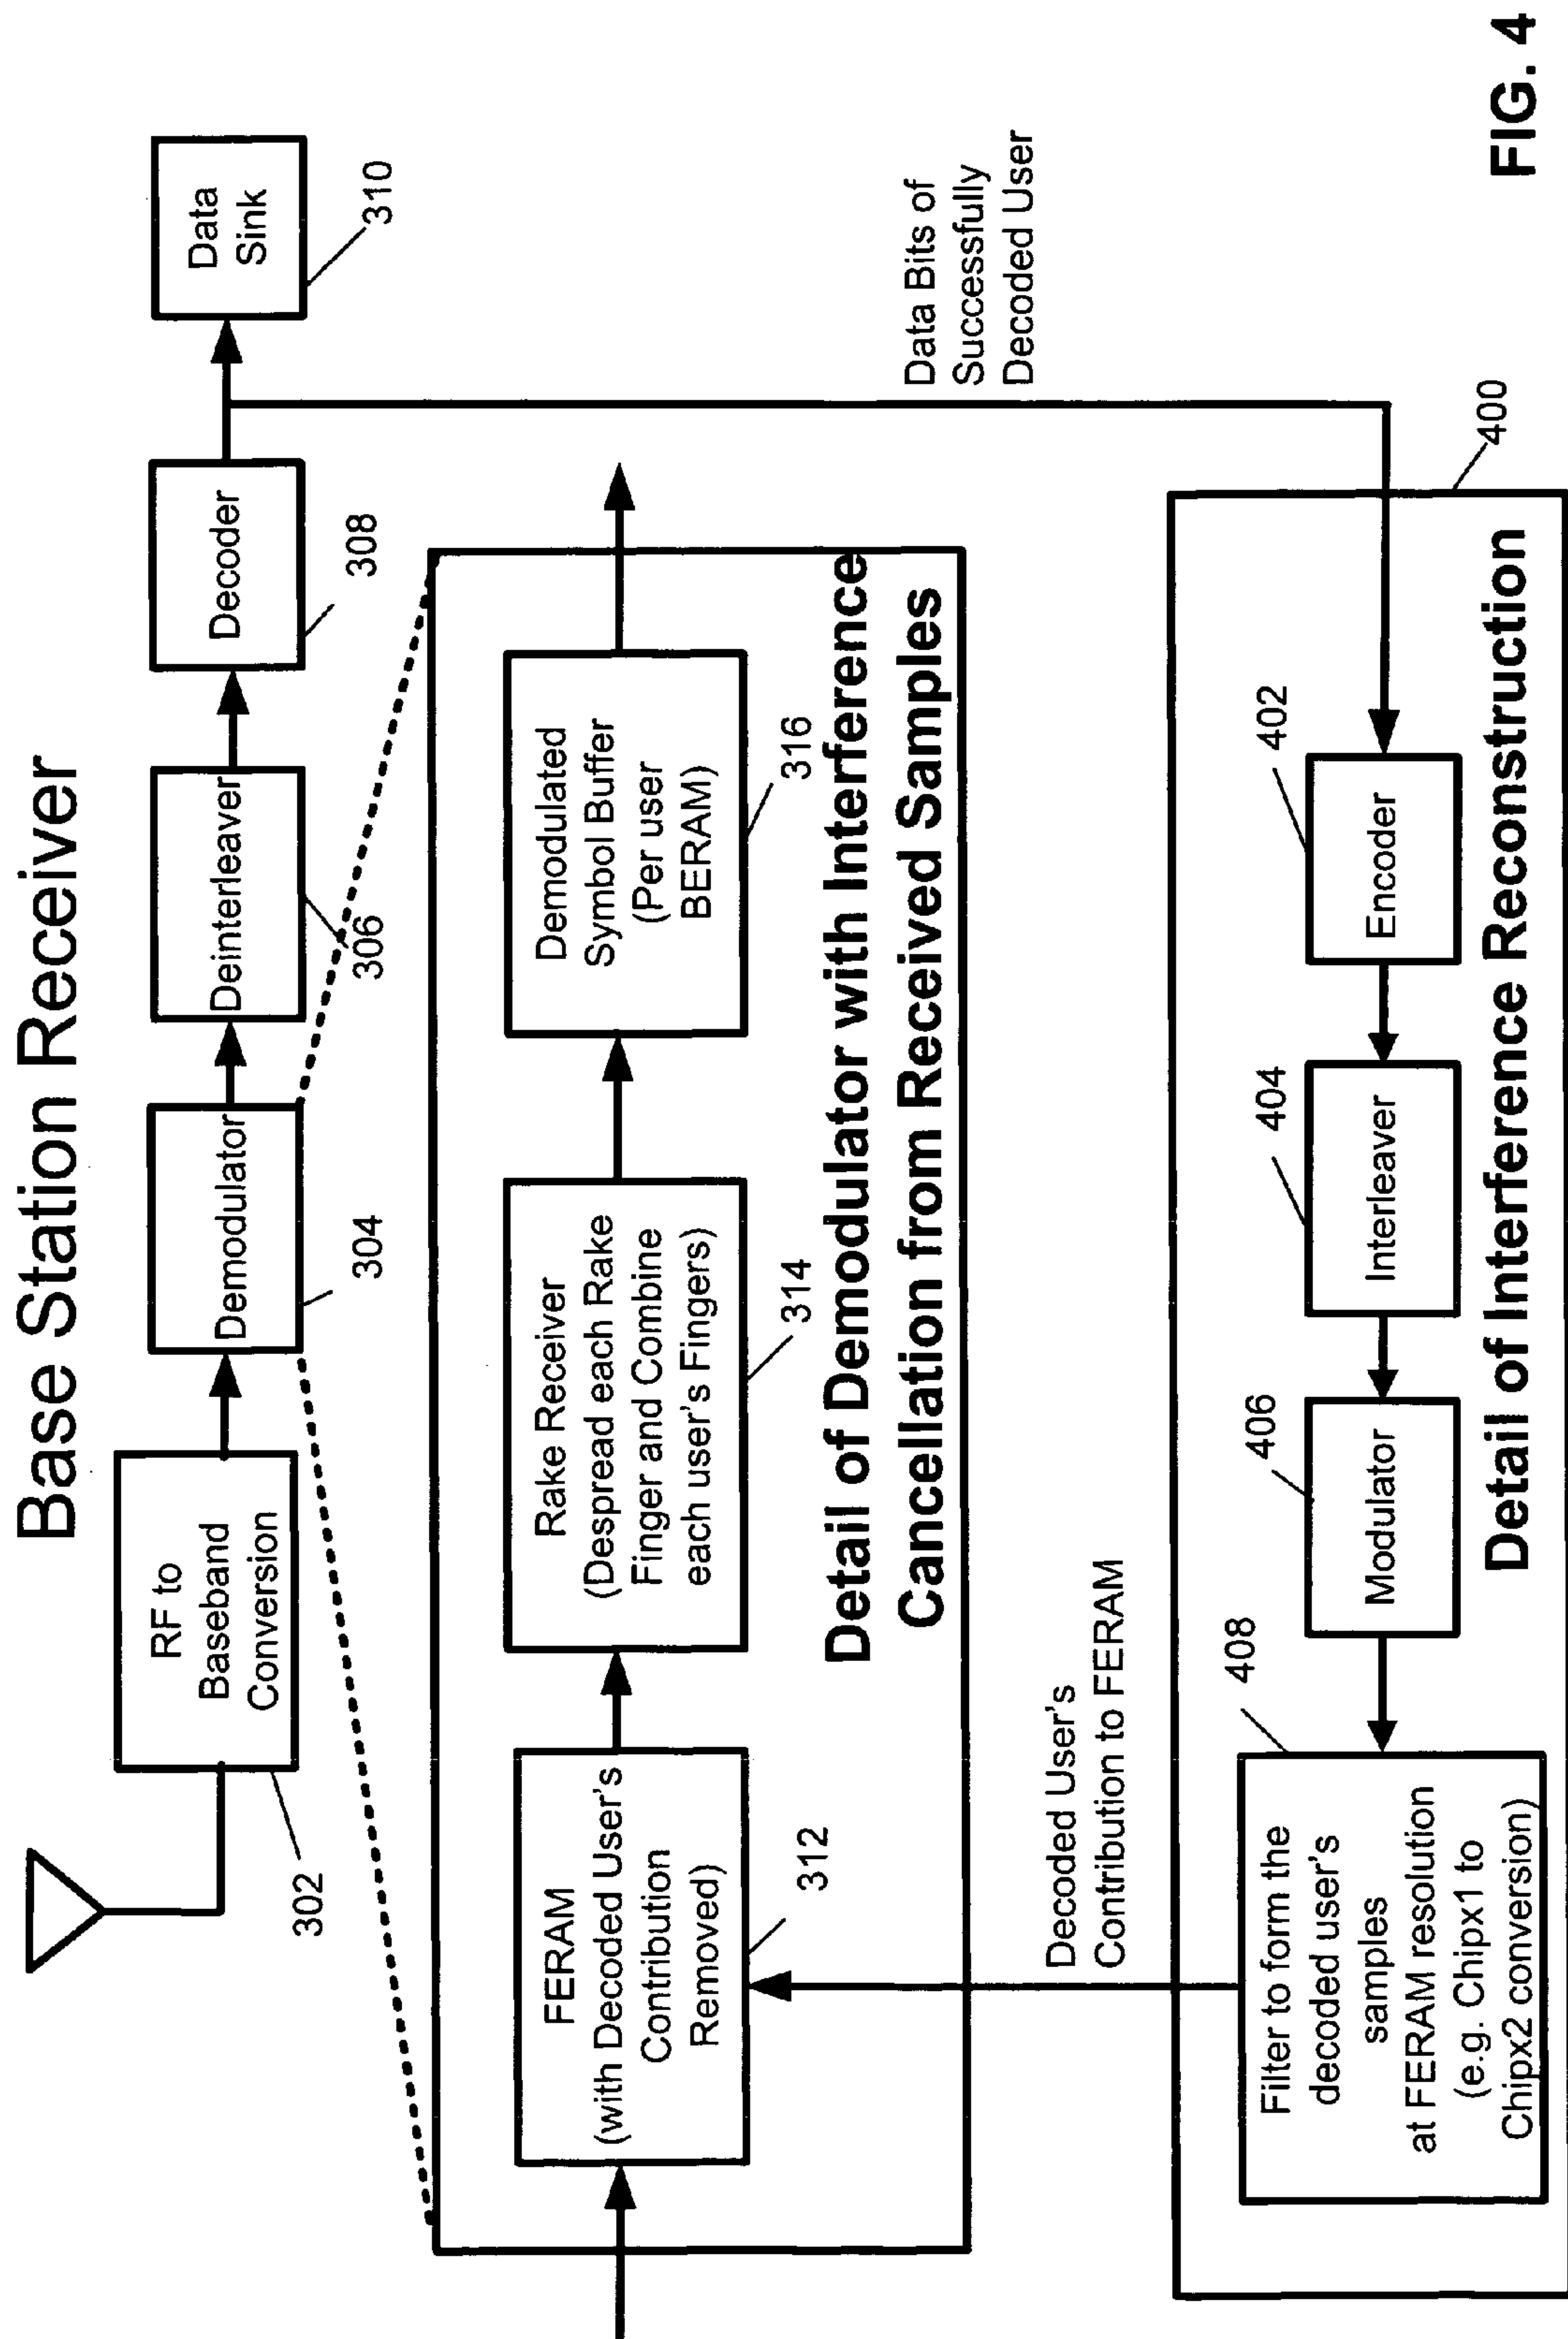 Base Station Receiver
RF to
Baseband
Conversion
302
Demodulator
304
Deinterleaver
306
Decoder
308
Data
Sink
310
FERAM
(with Decoded User's
Contribution
Removed)
312
Rake Receiver
(Despread each Rake
Finger and Combine
each user's Fingers)
314
Demodulated
Symbol Buffer
(Per user
BERAM)
316
Detail of Demodulator with Interference
Cancellation from Received Samples
Data Bits of
Successfully
Decoded User
Decoded User's
Contribution to FERAM
400
Filter to form the
decoded user's
samples
at FERAM resolution
(e.g. Chipx1 to
Chipx2 conversion)
408
Modulator
406
Interleaver
404
Encoder
402
Detail of Interference Reconstruction
FIG. 4